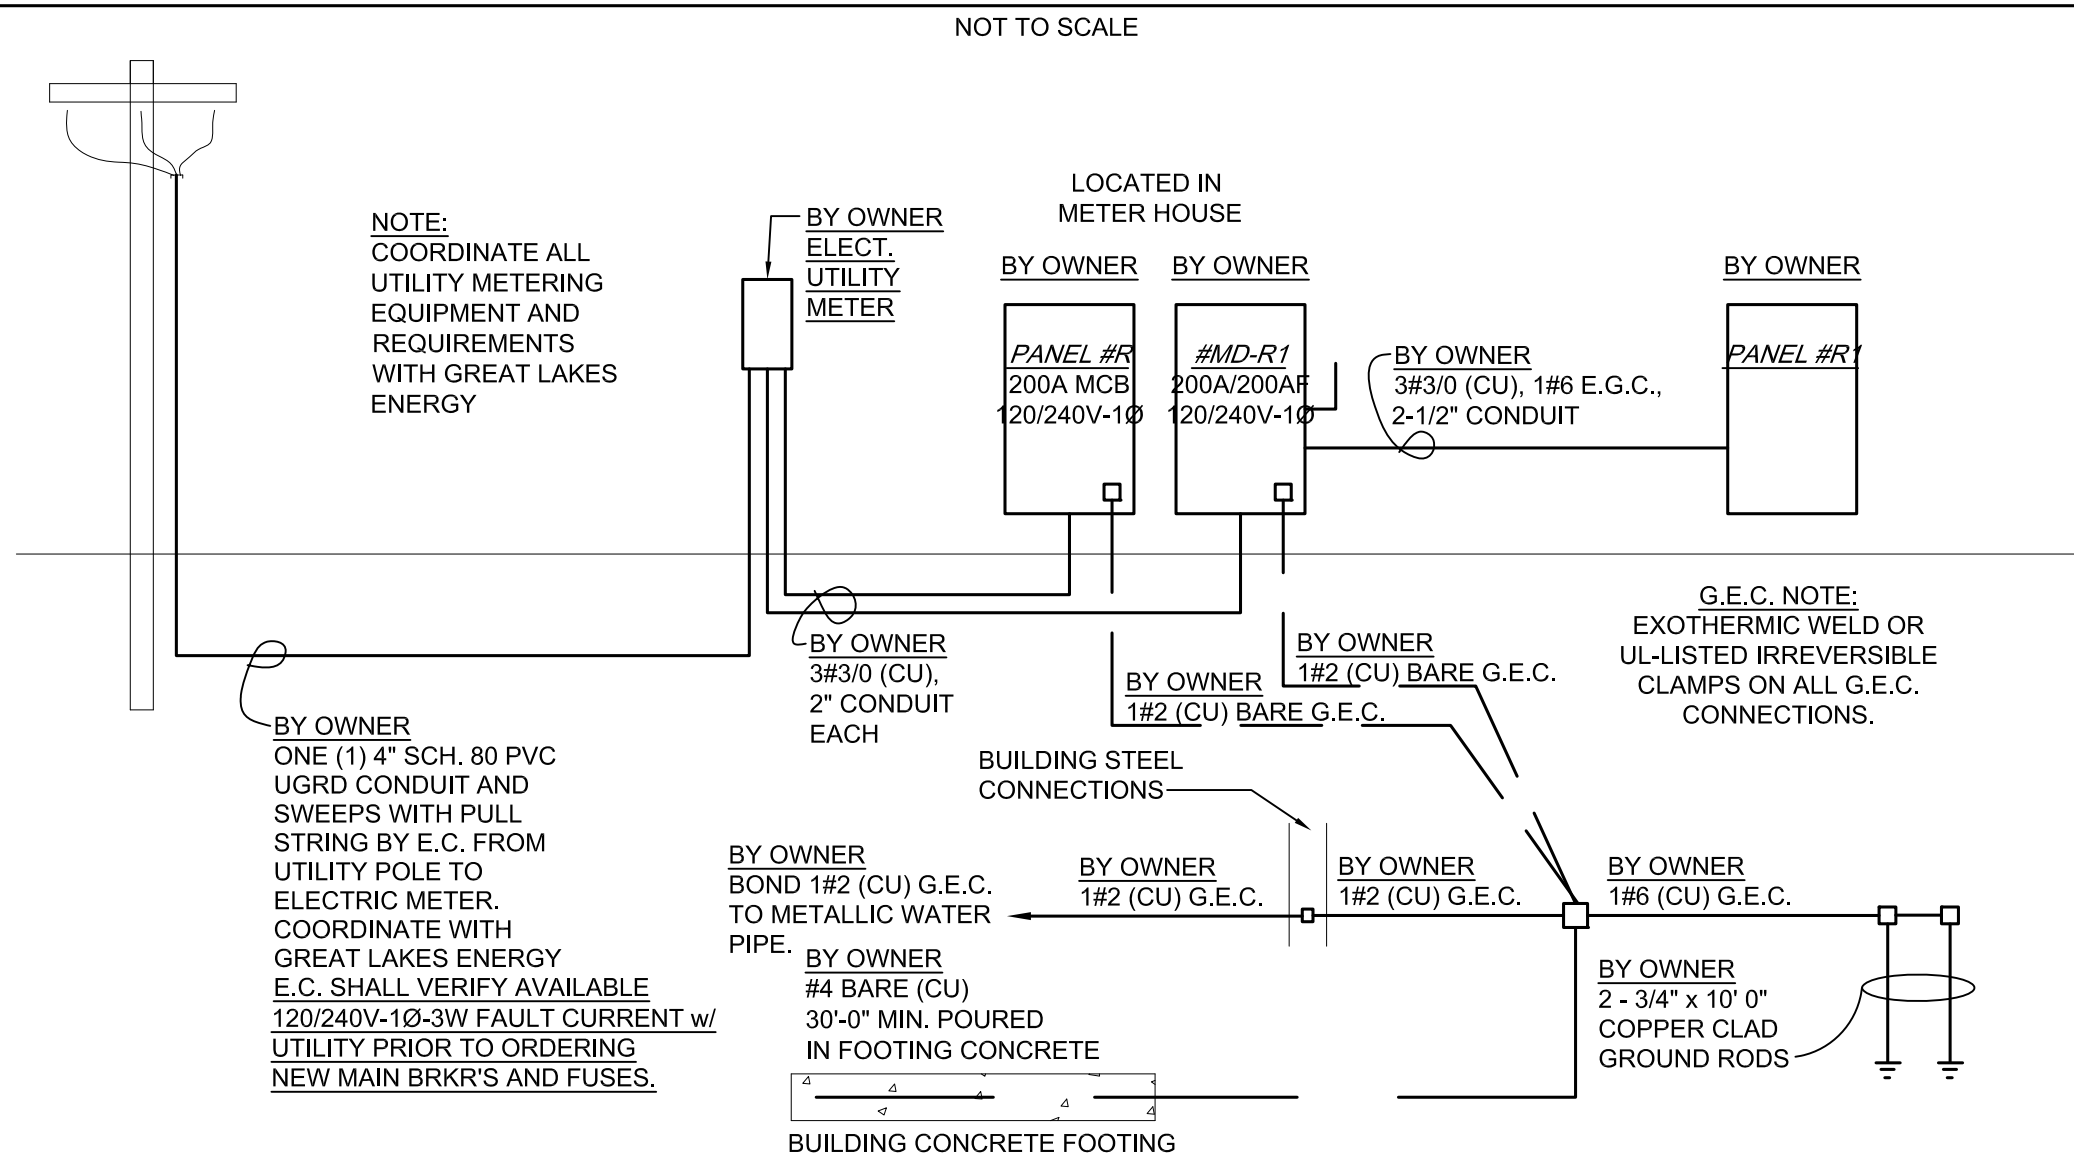 NOT TO SCALE
NOTE:
COORDINATE ALL
UTILITY METERING
EQUIPMENT AND
REQUIREMENTS
WITH GREAT LAKES
ENERGY
BY OWNER
ELECT.
UTILITY
METER
LOCATED IN
METER HOUSE
BY OWNER
PANEL #R
200A MCB
120/240V-1Ø
BY OWNER
#MD-R1
200A/200AF
120/240V-1Ø
BY OWNER
3#3/0 (CU), 1#6 E.G.C.,
2-1/2" CONDUIT
BY OWNER
PANEL #R1
BY OWNER
ONE (1) 4" SCH. 80 PVC
UGRD CONDUIT AND
SWEEPS WITH PULL
STRING BY E.C. FROM
UTILITY POLE TO
ELECTRIC METER.
COORDINATE WITH
GREAT LAKES ENERGY
E.C. SHALL VERIFY AVAILABLE
120/240V-1Ø-3W FAULT CURRENT w/
UTILITY PRIOR TO ORDERING
NEW MAIN BRKR'S AND FUSES.
BY OWNER
3#3/0 (CU),
2" CONDUIT
EACH
BY OWNER
1#2 (CU) BARE G.E.C.
BY OWNER
1#2 (CU) BARE G.E.C.
G.E.C. NOTE:
EXOTHERMIC WELD OR
UL-LISTED IRREVERSIBLE
CLAMPS ON ALL G.E.C.
CONNECTIONS.
BUILDING STEEL
CONNECTIONS
BY OWNER
BOND 1#2 (CU) G.E.C.
TO METALLIC WATER
PIPE.
BY OWNER
1#2 (CU) G.E.C.
BY OWNER
1#2 (CU) G.E.C.
BY OWNER
1#6 (CU) G.E.C.
BY OWNER
#4 BARE (CU)
30'-0" MIN. POURED
IN FOOTING CONCRETE
BUILDING CONCRETE FOOTING
BY OWNER
2 - 3/4" x 10' 0"
COPPER CLAD
GROUND RODS